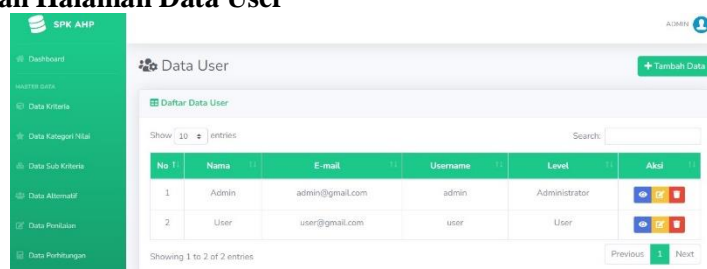 an Halaman Data User
SPK AHP
ADMIN
Dashboard
Data User
+ Tambah Data
MASTER DATA
Data Kriteria
Daftar Data User
Data Kategori Nilai
Show 10 entries
Search:
Data Sub Kriteria
No Nama E-mail Username Level Aksi
Data Alternatif
1 Admin admin@gmail.com admin Administrator
Data Penilaian
2 User user@gmail.com user User
Data Perhitungan
Showing 1 to 2 of 2 entries
Previous 1 Next